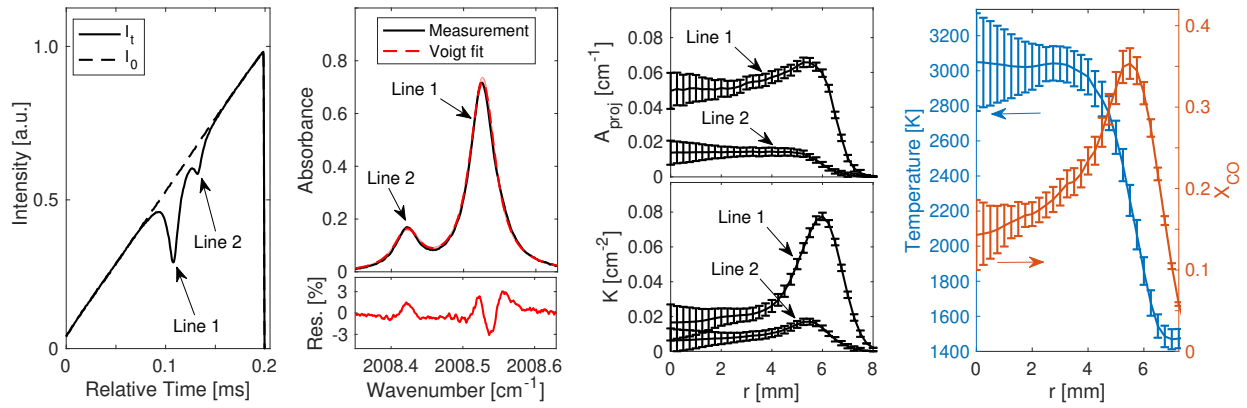 1.0
0.5
0
0
0.1
0.2
Intensity [a.u.]
Relative Time [ms]
I_t
I_0
Line 2
Line 1
0.8
0.6
0.4
0.2
0
Absorbance
Measurement
Voigt fit
Line 1
Line 2
3
0
-3
Res. [%]
2008.4
2008.5
2008.6
Wavenumber [cm^-1]
0.10
0.06
0.02
0
A_proj [cm^-1]
Line 1
Line 2
0.08
0.04
0.02
0
K [cm^-2]
Line 1
Line 2
0
2
4
6
8
r [mm]
3200
3000
2800
2600
2400
2200
2000
1800
1600
1400
Temperature [K]
0.4
0.3
0.2
0.1
0
X_CO
0
2
4
6
r [mm]